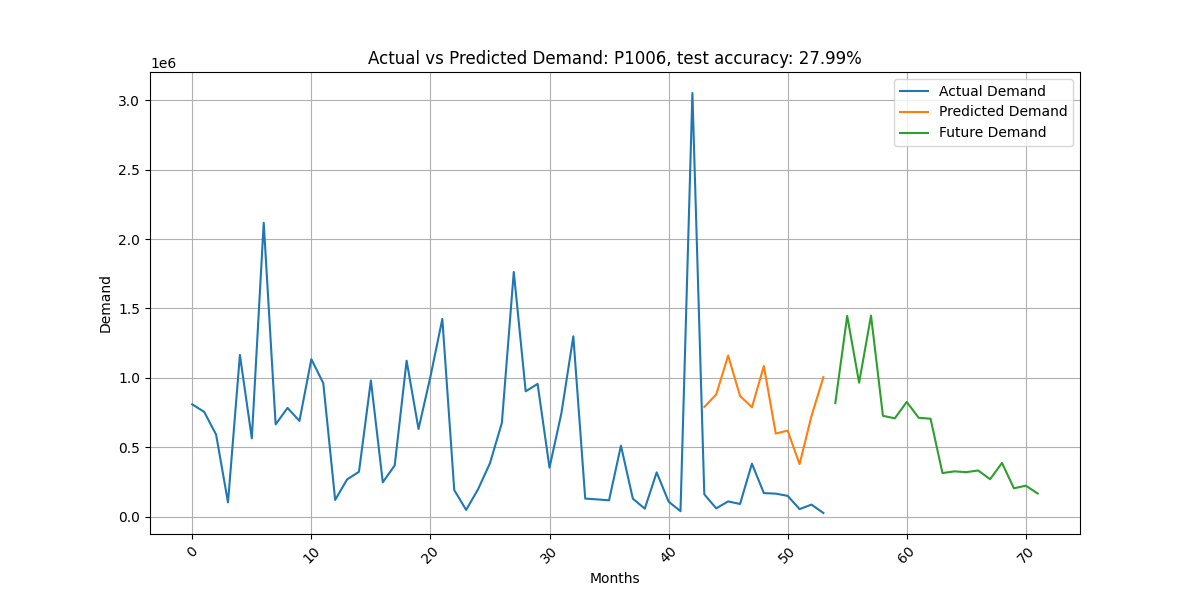 Actual vs Predicted Demand: P1006, test accuracy: 27.99%
1e6
Actual Demand
Predicted Demand
Future Demand
3.0
2.5
2.0
1.5
1.0
0.5
0.0
Demand
0 10 20 30 40 50 60 70
Months